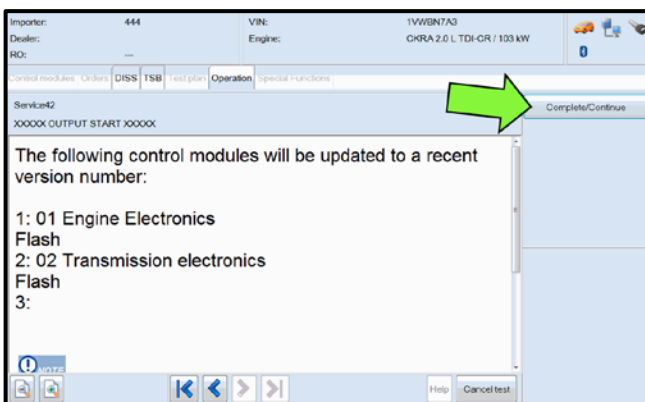 Importer: 444 VIN: 1VWBN7A3
Dealer: Engine: CKRA 2.0 L TDI-CR / 103 kW
RO: ---
Control modules Orders DISS TSB Test plan Operation Special Functions
Service42
XXXXX OUTPUT START XXXXX
Complete/Continue
The following control modules will be updated to a recent
version number:
1: 01 Engine Electronics
Flash
2: 02 Transmission electronics
Flash
3:
NOTE
Help Cancel test